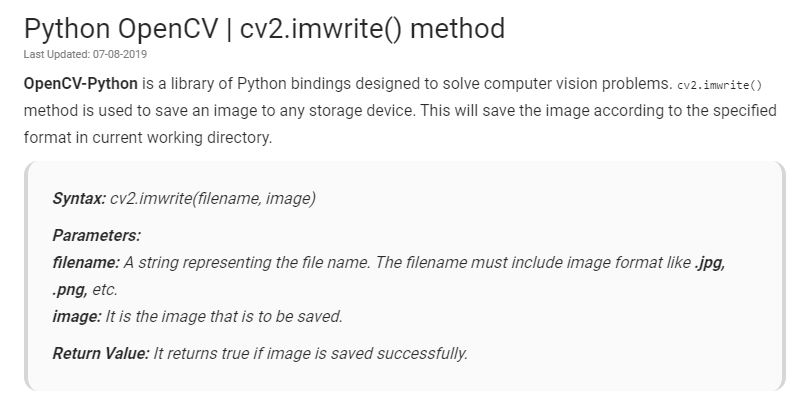 Python OpenCV | cv2.imwrite() method
Last Updated: 07-08-2019
OpenCV-Python is a library of Python bindings designed to solve computer vision problems. cv2.imwrite()
method is used to save an image to any storage device. This will save the image according to the specified
format in current working directory.
Syntax: cv2.imwrite(filename, image)
Parameters:
filename: A string representing the file name. The filename must include image format like .jpg,
.png, etc.
image: It is the image that is to be saved.
Return Value: It returns true if image is saved successfully.